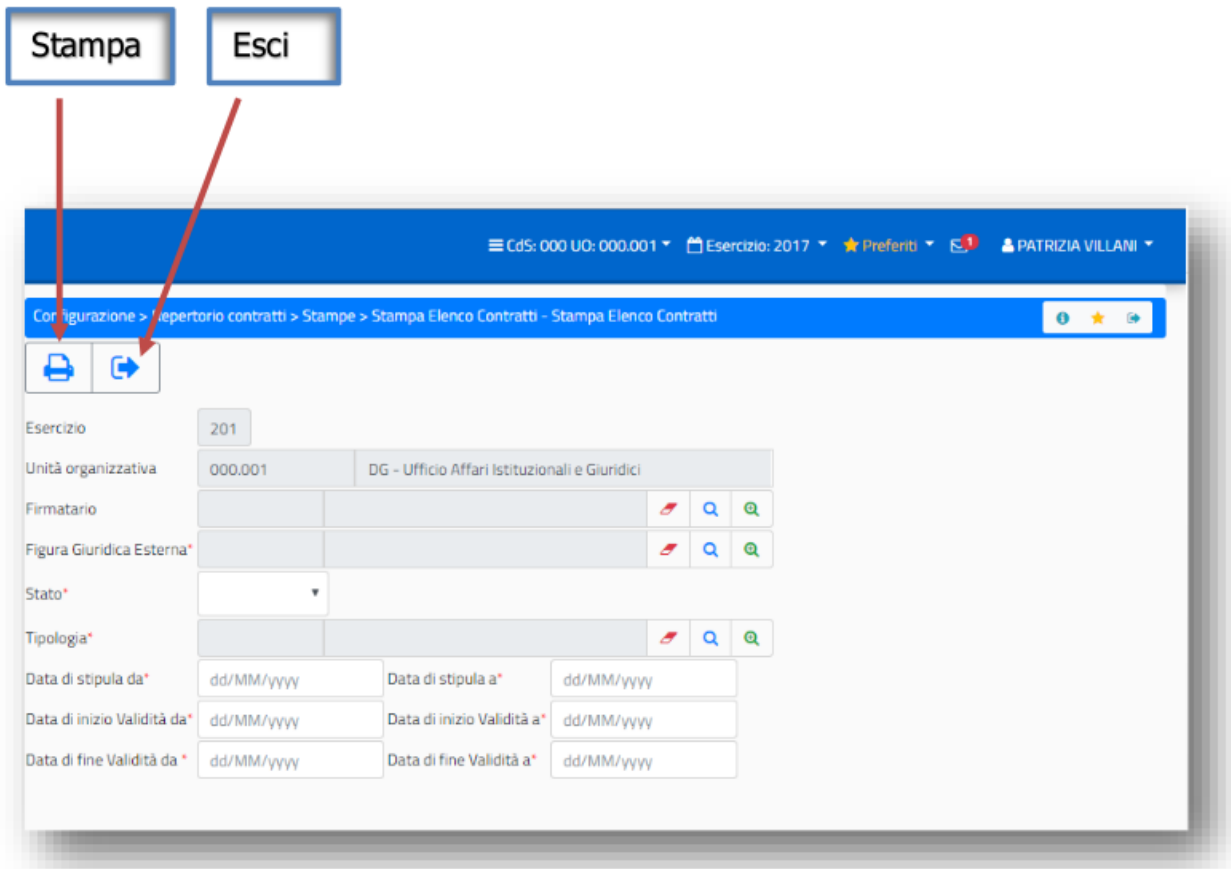 Stampa Esci
CdS: 000 UO: 000.001 Esercizio: 2017 Preferiti 1 PATRIZIA VILLANI
Configurazione > Repertorio contratti > Stampe > Stampa Elenco Contratti - Stampa Elenco Contratti
Esercizio 201
Unità organizzativa 000.001 DG - Ufficio Affari Istituzionali e Giuridici
Firmatario
Figura Giuridica Esterna*
Stato*
Tipologia*
Data di stipula da* dd/MM/yyyy Data di stipula a* dd/MM/yyyy
Data di inizio Validità da* dd/MM/yyyy Data di inizio Validità a* dd/MM/yyyy
Data di fine Validità da * dd/MM/yyyy Data di fine Validità a* dd/MM/yyyy